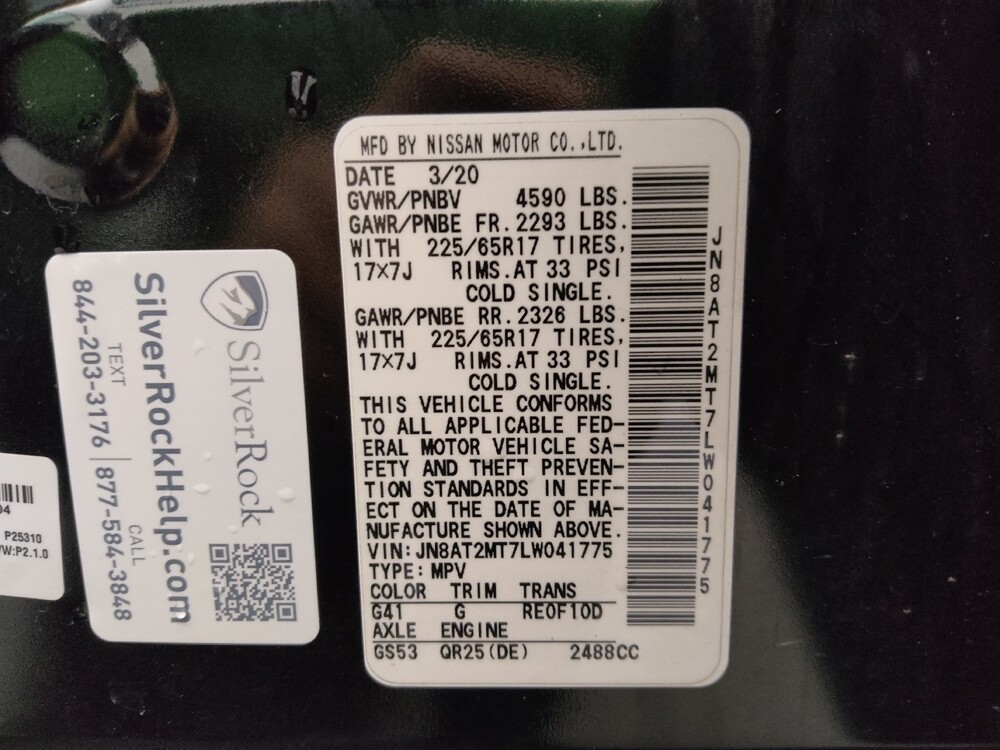 MFD BY NISSAN MOTOR CO.,LTD.
DATE 3/20
GVWR/PNBV 4590 LBS.
GAWR/PNBE FR. 2293 LBS.
WITH 225/65R17 TIRES,
17×7J RIMS.AT 33 PSI
COLD SINGLE.
GAWR/PNBE RR. 2326 LBS.
WITH 225/65R17 TIRES,
17×7J RIMS.AT 33 PSI
COLD SINGLE.
THIS VEHICLE CONFORMS
TO ALL APPLICABLE FED-
ERAL MOTOR VEHICLE SA-
FETY AND THEFT PREVEN-
TION STANDARDS IN EFF-
ECT ON THE DATE OF MA-
NUFACTURE SHOWN ABOVE.
VIN:JN8AT2MT7LW041775
TYPE:MPV
COLOR TRIM TRANS
G41 G RE0F10D
AXLE ENGINE
GS53 QR25(DE) 2488CC
JN8AT2MT7LW041775
SilverRock
SilverRockHelp.com
TEXT CALL
844-203-3176 | 877-584-3848
04
P25310
W:P2.1.0